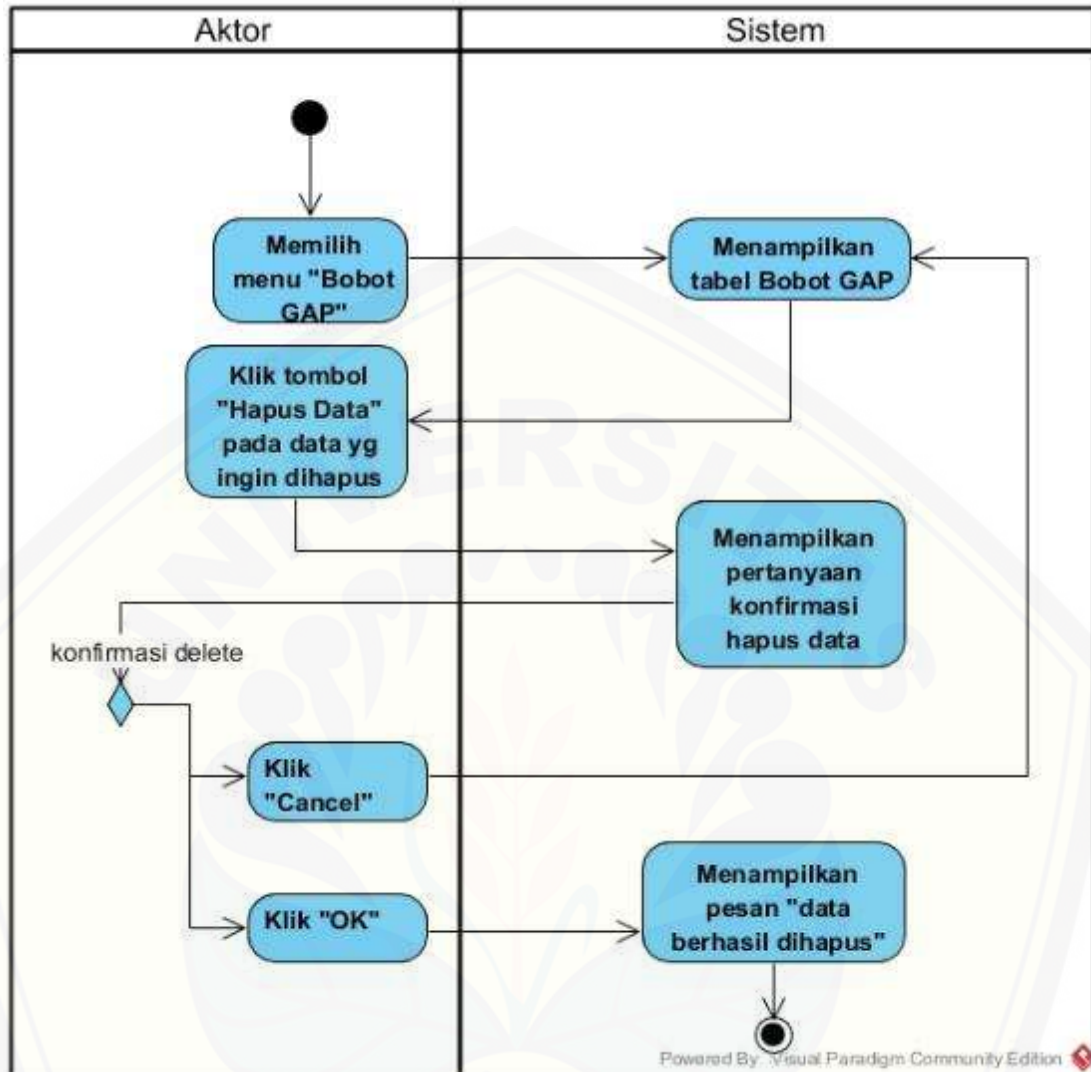 Aktor
Sistem
Memilih
menu "Bobot
GAP"
Menampilkan
tabel Bobot GAP
Klik tombol
"Hapus Data"
pada data yg
ingin dihapus
Menampilkan
pertanyaan
konfirmasi
hapus data
konfirmasi delete
Klik
"Cancel"
Klik "OK"
Menampilkan
pesan "data
berhasil dihapus"
Powered By Visual Paradigm Community Edition
UNIVERSITAS